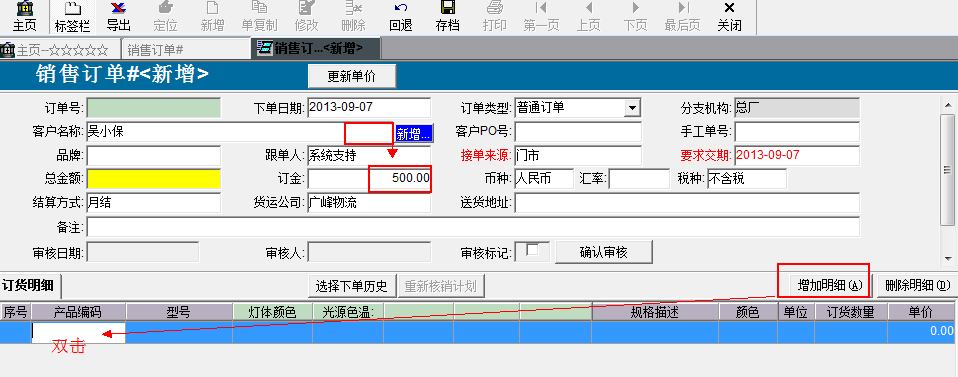 主页 标签栏 导出 定位 新增 单复制 修改 删除 回退 存档 打印 第一页 上页 下页 最后页 关闭
主页--☆☆☆☆☆ 销售订单# 销售订...<新增>
销售订单#<新增> 更新单价
订单号: 下单日期: 2013-09-07 订单类型: 普通订单 分支机构: 总厂
客户名称: 吴小保 新增... 客户PO号: 手工单号:
品牌: 跟单人: 系统支持 接单来源: 门市 要求交期: 2013-09-07
总金额: 订金: 500.00 币种: 人民币 汇率: 税种: 不含税
结算方式: 月结 货运公司: 广峰物流 送货地址:
备注:
审核日期: 审核人: 审核标记: 确认审核
订货明细 选择下单历史 重新核销计划 增加明细(A) 删除明细(D)
序号 产品编码 型号 灯体颜色 光源色温: 规格描述 颜色 单位 订货数量 单价
0.00
双击